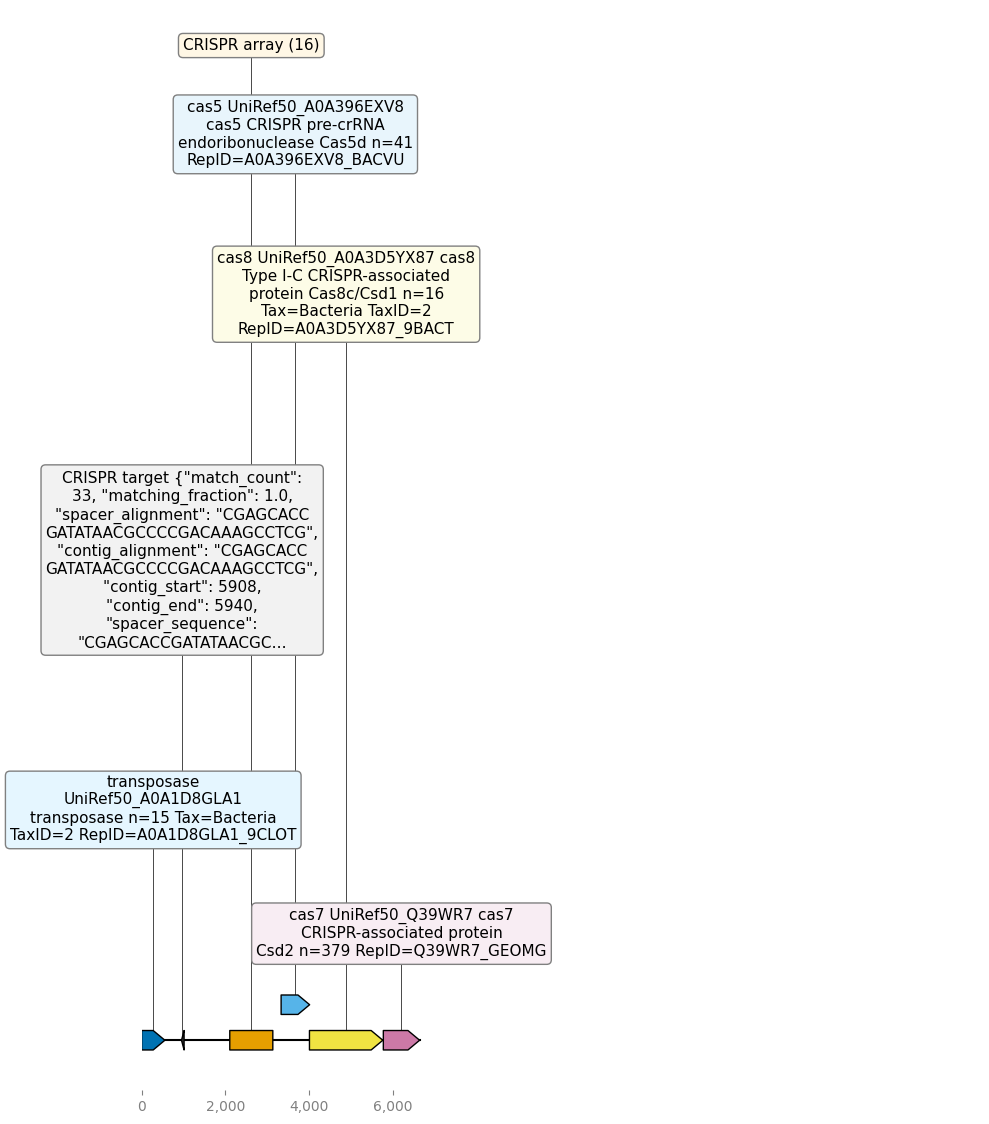 CRISPR array (16)
cas5 UniRef50_A0A396EXV8
cas5 CRISPR pre-crRNA
endoribonuclease Cas5d n=41
RepID=A0A396EXV8_BACVU
cas8 UniRef50_A0A3D5YX87 cas8
Type I-C CRISPR-associated
protein Cas8c/Csd1 n=16
Tax=Bacteria TaxID=2
RepID=A0A3D5YX87_9BACT
CRISPR target {"match_count":
33, "matching_fraction": 1.0,
"spacer_alignment": "CGAGCACC
GATATAACGCCCCGACAAAGCCTCG",
"contig_alignment": "CGAGCACC
GATATAACGCCCCGACAAAGCCTCG",
"contig_start": 5908,
"contig_end": 5940,
"spacer_sequence":
"CGAGCACCGATATAACGC...
transposase
UniRef50_A0A1D8GLA1
transposase n=15 Tax=Bacteria
TaxID=2 RepID=A0A1D8GLA1_9CLOT
cas7 UniRef50_Q39WR7 cas7
CRISPR-associated protein
Csd2 n=379 RepID=Q39WR7_GEOMG
0 2,000 4,000 6,000